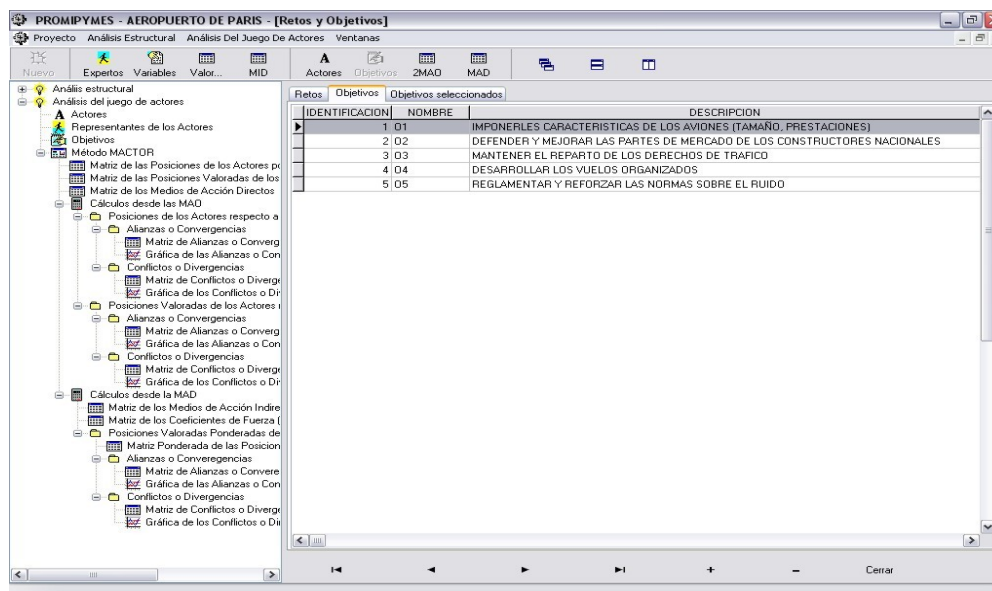 PROMIPYMES - AEROPUERTO DE PARIS - [Retos y Objetivos]
Proyecto Análisis Estructural Análisis Del Juego De Actores Ventanas
Nuevo Expertos Variables Valor... MID Actores Objetivos 2MAO MAD
Análiis estructural
Análisis del juego de actores
A Actores
Representantes de los Actores
Objetivos
Método MACTOR
Matriz de las Posiciones de los Actores
Matriz de las Posiciones Valoradas de los
Matriz de los Medios de Acción Directos
Cálculos desde las MAO
Posiciones de los Actores respecto a
Alianzas o Convergencias
Matriz de Alianzas o Converg
Gráfica de las Alianzas o Con
Conflictos o Divergencias
Matriz de Conflictos o Diverge
Gráfica de los Conflictos o Di
Posiciones Valoradas de los Actores
Alianzas o Convergencias
Matriz de Alianzas o Converg
Gráfica de las Alianzas o Con
Conflictos o Divergencias
Matriz de Conflictos o Diverge
Gráfica de los Conflictos o Di
Cálculos desde la MAD
Matriz de los Medios de Acción Indire
Matriz de los Coeficientes de Fuerza (
Posiciones Valoradas Ponderadas de
Matriz Ponderada de las Posicion
Alianzas o Converegencias
Matriz de Alianzas o Convere
Gráfica de las Alianzas o Con
Conflictos o Divergencias
Matriz de Conflictos o Diverge
Gráfica de los Conflictos o Di
Retos Objetivos Objetivos seleccionados
IDENTIFICACION NOMBRE DESCRIPCION
1 O1 IMPONERLES CARACTERISTICAS DE LOS AVIONES (TAMAÑO, PRESTACIONES)
2 O2 DEFENDER Y MEJORAR LAS PARTES DE MERCADO DE LOS CONSTRUCTORES NACIONALES
3 O3 MANTENER EL REPARTO DE LOS DERECHOS DE TRAFICO
4 O4 DESARROLLAR LOS VUELOS ORGANIZADOS
5 O5 REGLAMENTAR Y REFORZAR LAS NORMAS SOBRE EL RUIDO
Cerrar